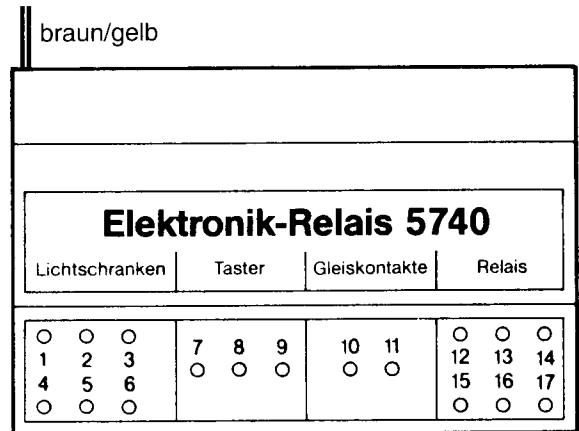 braun/gelb
Elektronik-Relais 5740
Lichtschranken Taster Gleiskontakte Relais
1 2 3 7 8 9 10 11 12 13 14
4 5 6 15 16 17